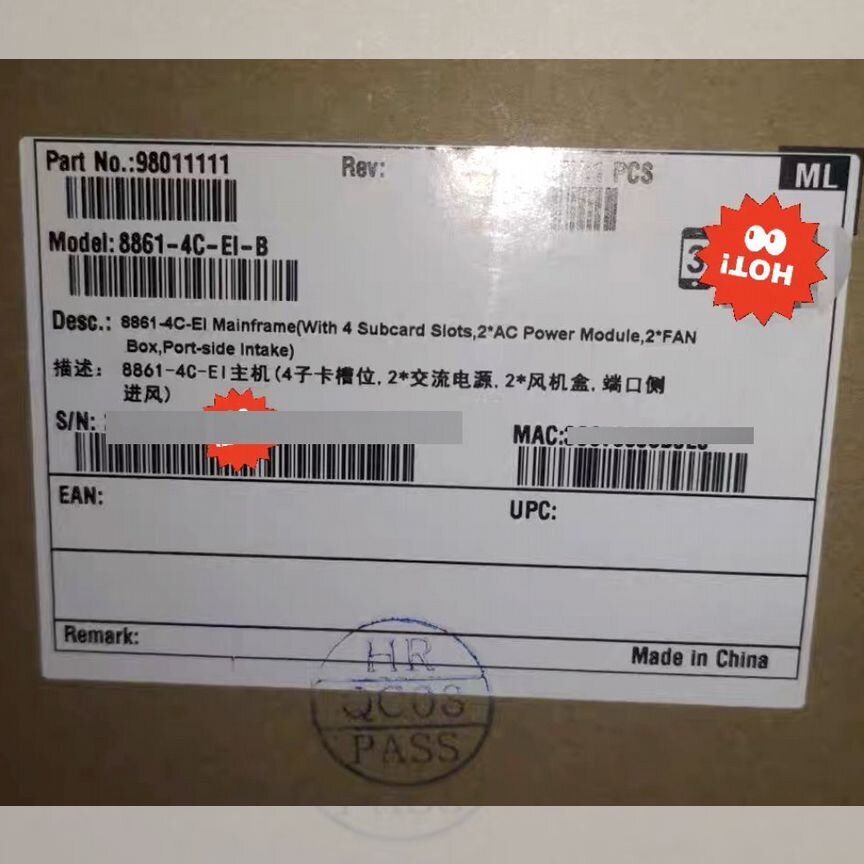 Part No.:98011111
Rev:
PCS
ML
Model: 8861-4C-EI-B
3
HOT!
Desc.: 8861-4C-EI Mainframe(With 4 Subcard Slots,2*AC Power Module,2*FAN
Box,Port-side Intake)
描述: 8861-4C-EI主机(4子卡槽位, 2*交流电源, 2*风机盒, 端口侧
进风)
S/N:
MAC:
EAN:
UPC:
Remark:
Made in China
HR
QC08
PASS